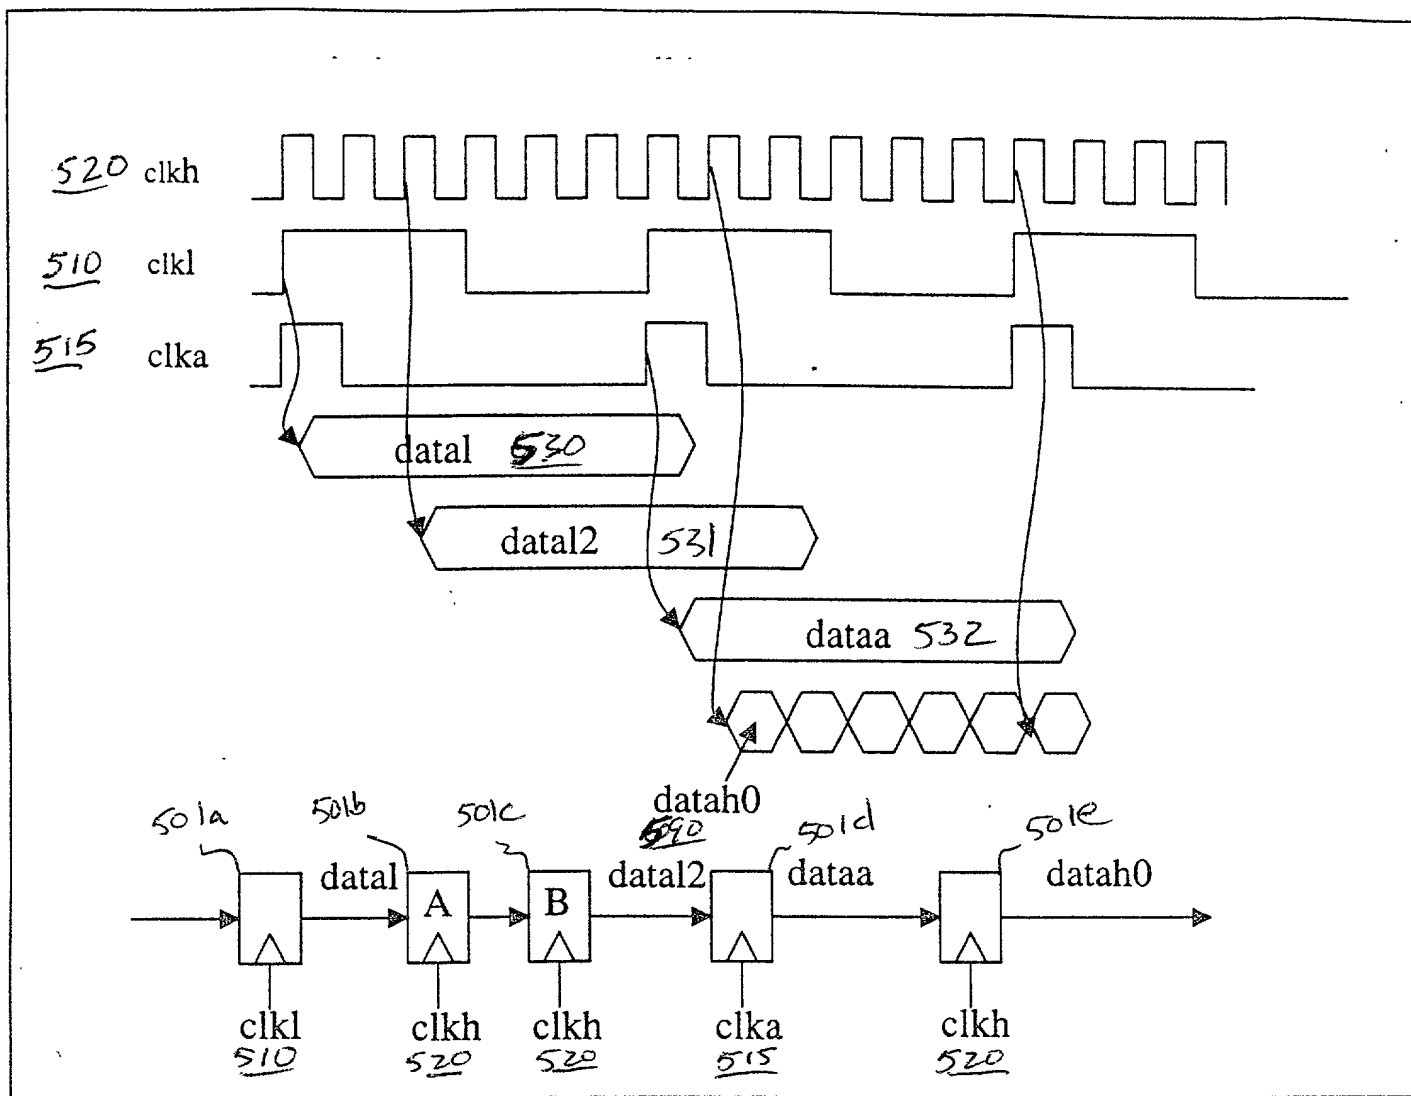 520 clkh
510 clkl
515 clka
datal 530
datal2 531
dataa 532
datah0
590
501a
501b
501c
501d
501e
datal
datal2
dataa
datah0
A
B
clkl
clkh
clkh
clka
clkh
510
520
520
515
520